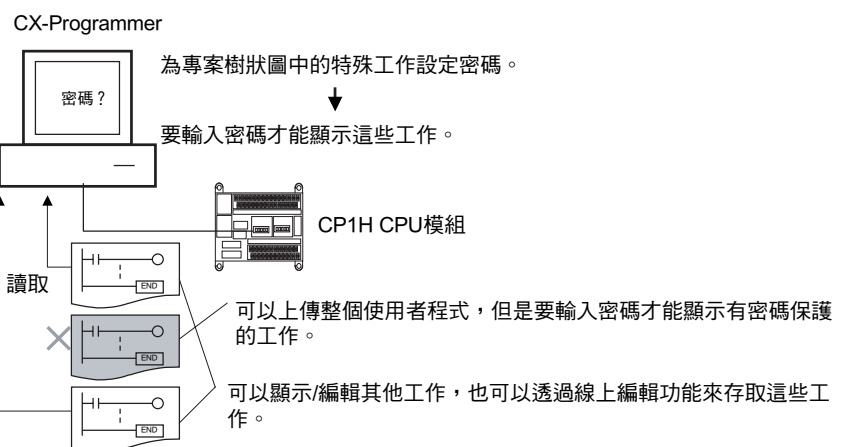 CX-Programmer
為專案樹狀圖中的特殊工作設定密碼。
密碼？
要輸入密碼才能顯示這些工作。
CP1H CPU模組
讀取
END
可以上傳整個使用者程式，但是要輸入密碼才能顯示有密碼保護
的工作。
END
可以顯示/編輯其他工作，也可以透過線上編輯功能來存取這些工
作。
END